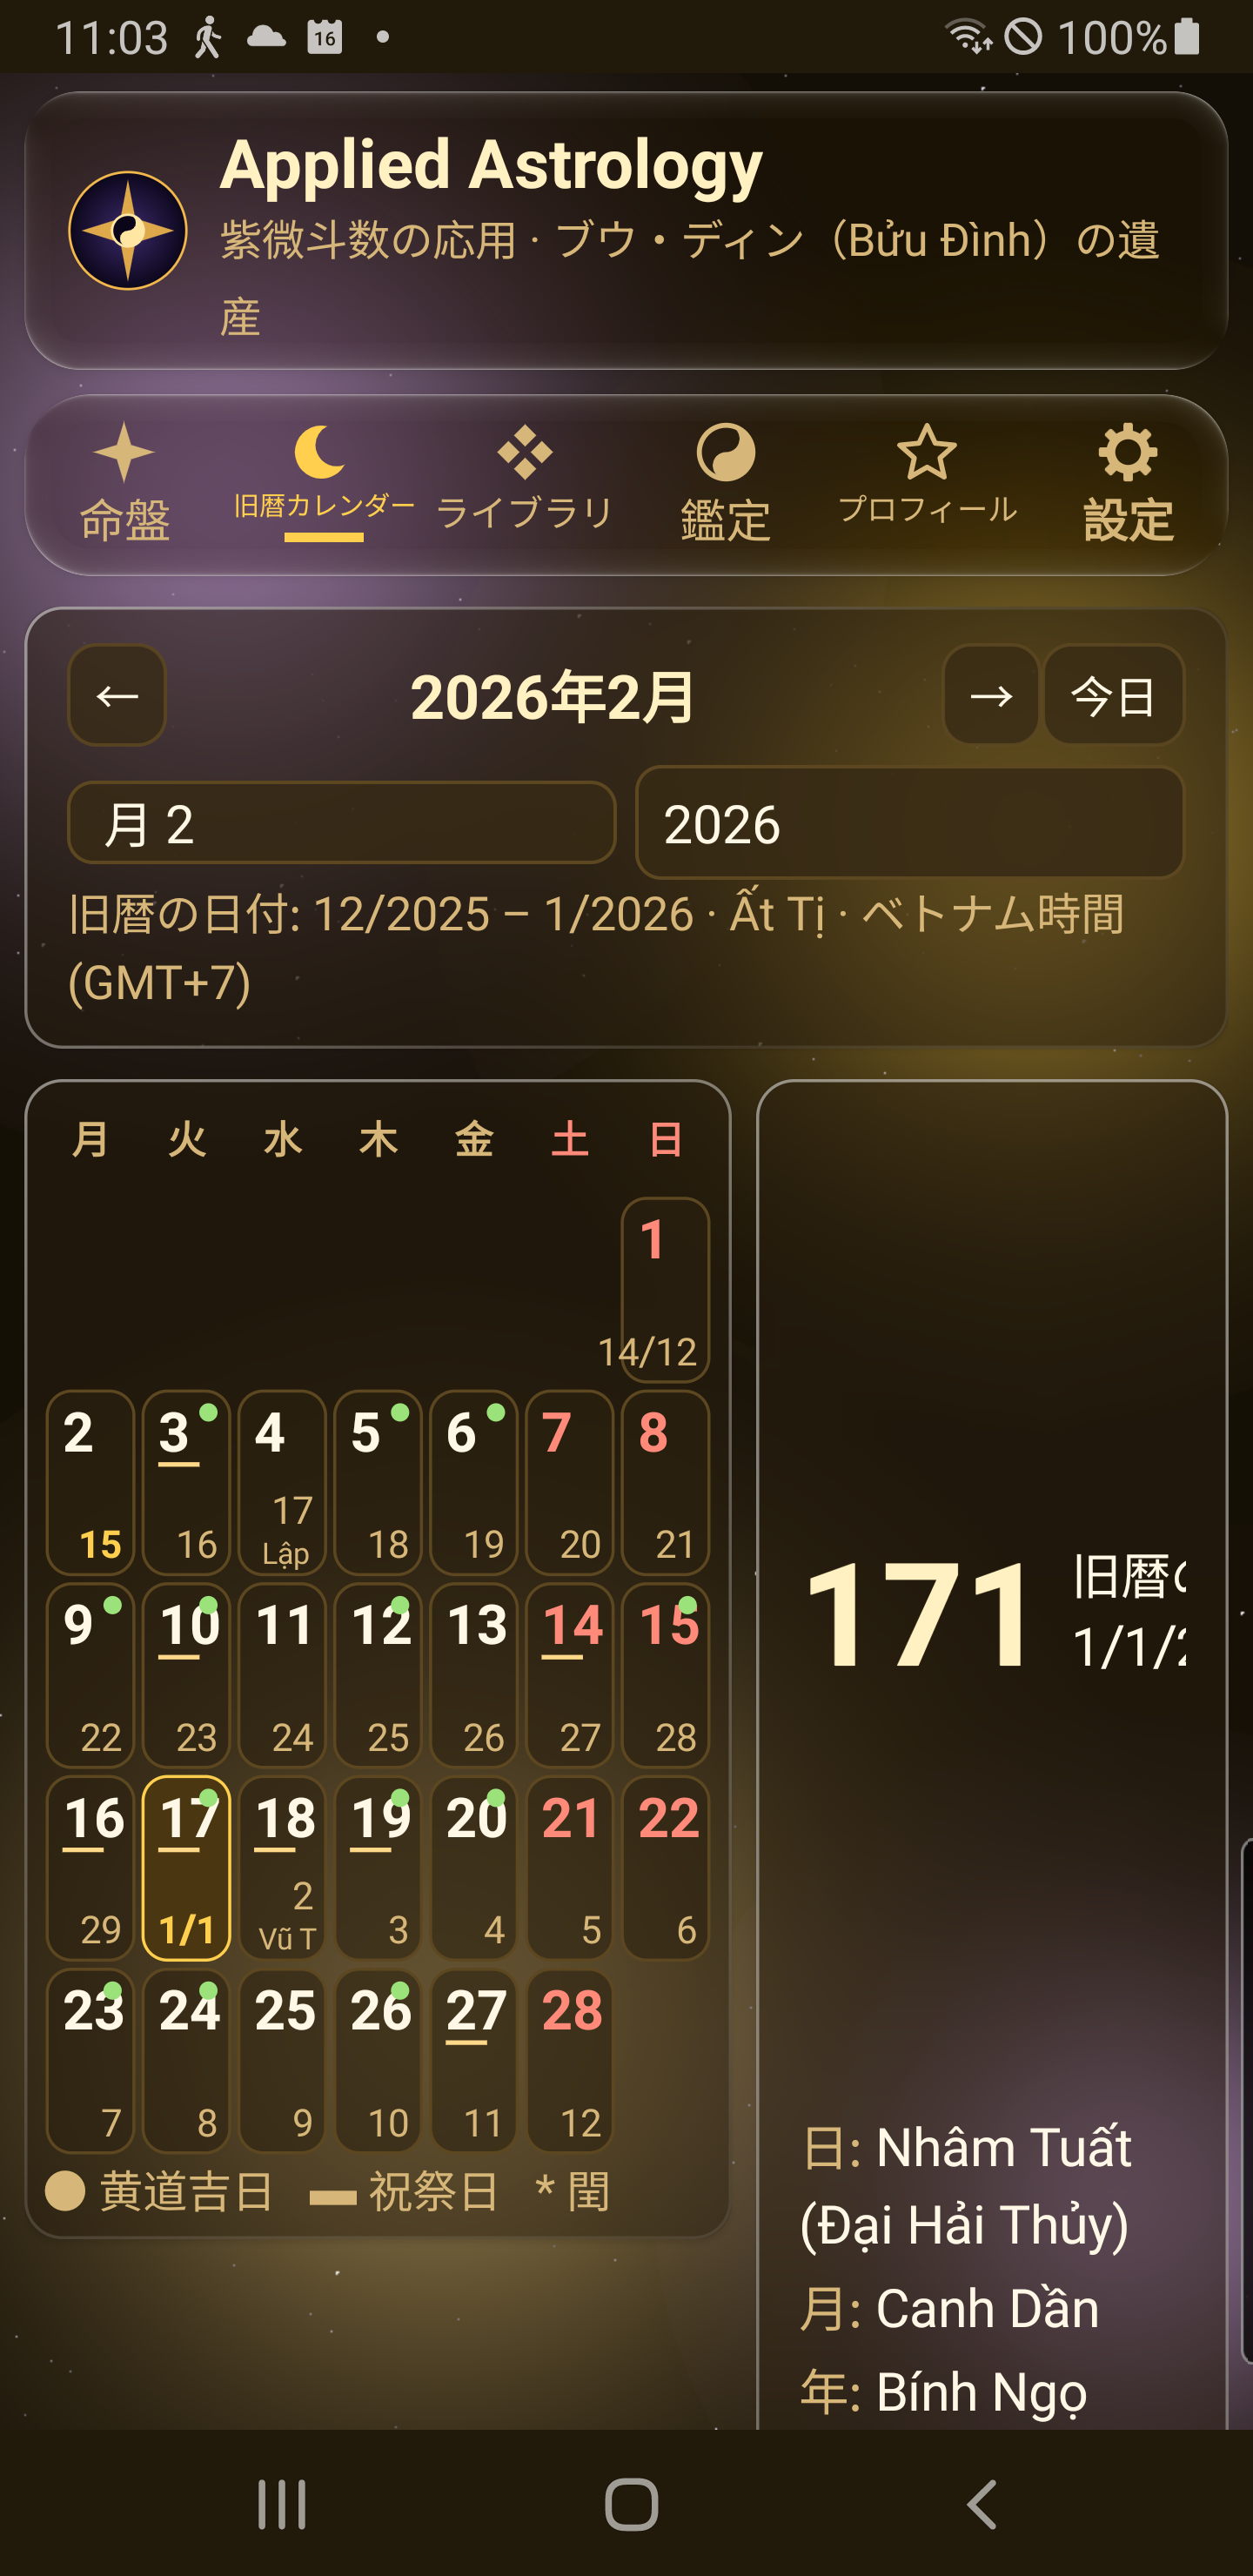 11:03
16
100%
Applied Astrology
紫微斗数の応用 · ブウ・ディン（Bửu Đình）の遺
産
命盤 旧暦カレンダー ライブラリ 鑑定 プロフィール 設定
← 2026年2月 → 今日
月 2 2026
旧暦の日付: 12/2025 – 1/2026 · Ất Tị · ベトナム時間
(GMT+7)
月 火 水 木 金 土 日
1
14/12
2 3 4 5 6 7 8
15 16 17 18 19 20 21
Lập
9 10 11 12 13 14 15
22 23 24 25 26 27 28
16 17 18 19 20 21 22
29 1/1 2 3 4 5 6
Vũ T
23 24 25 26 27 28
7 8 9 10 11 12
黄道吉日 祝祭日 * 閏
171
旧暦
1/1/2
日: Nhâm Tuất
(Đại Hải Thủy)
月: Canh Dần
年: Bính Ngọ